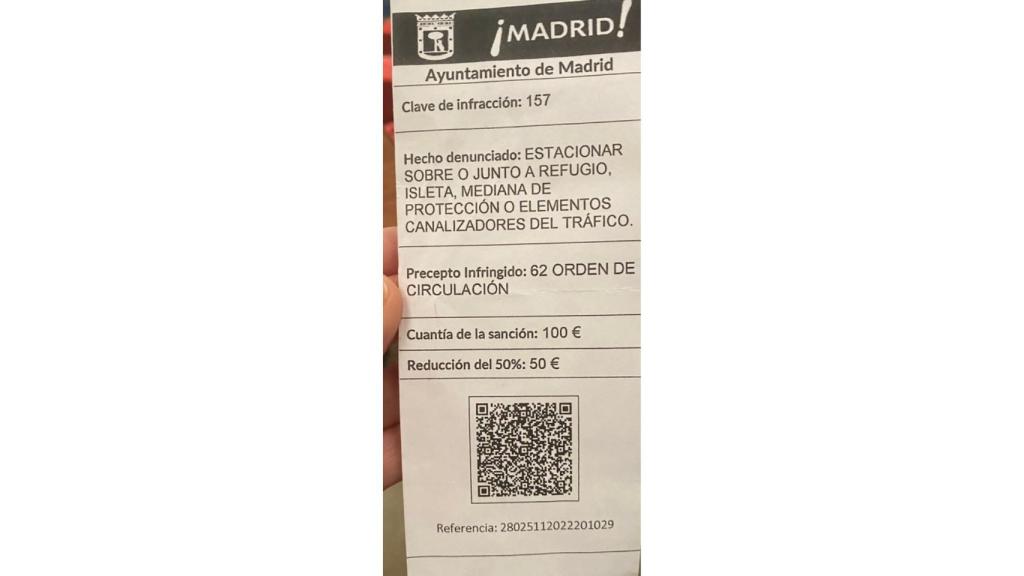 ¡MADRID!
Ayuntamiento de Madrid
Clave de infracción: 157
Hecho denunciado: ESTACIONAR
SOBRE O JUNTO A REFUGIO,
ISLETA, MEDIANA DE
PROTECCIÓN O ELEMENTOS
CANALIZADORES DEL TRÁFICO.
Precepto Infringido: 62 ORDEN DE
CIRCULACIÓN
Cuantía de la sanción: 100 €
Reducción del 50%: 50 €
Referencia: 28025112022201029